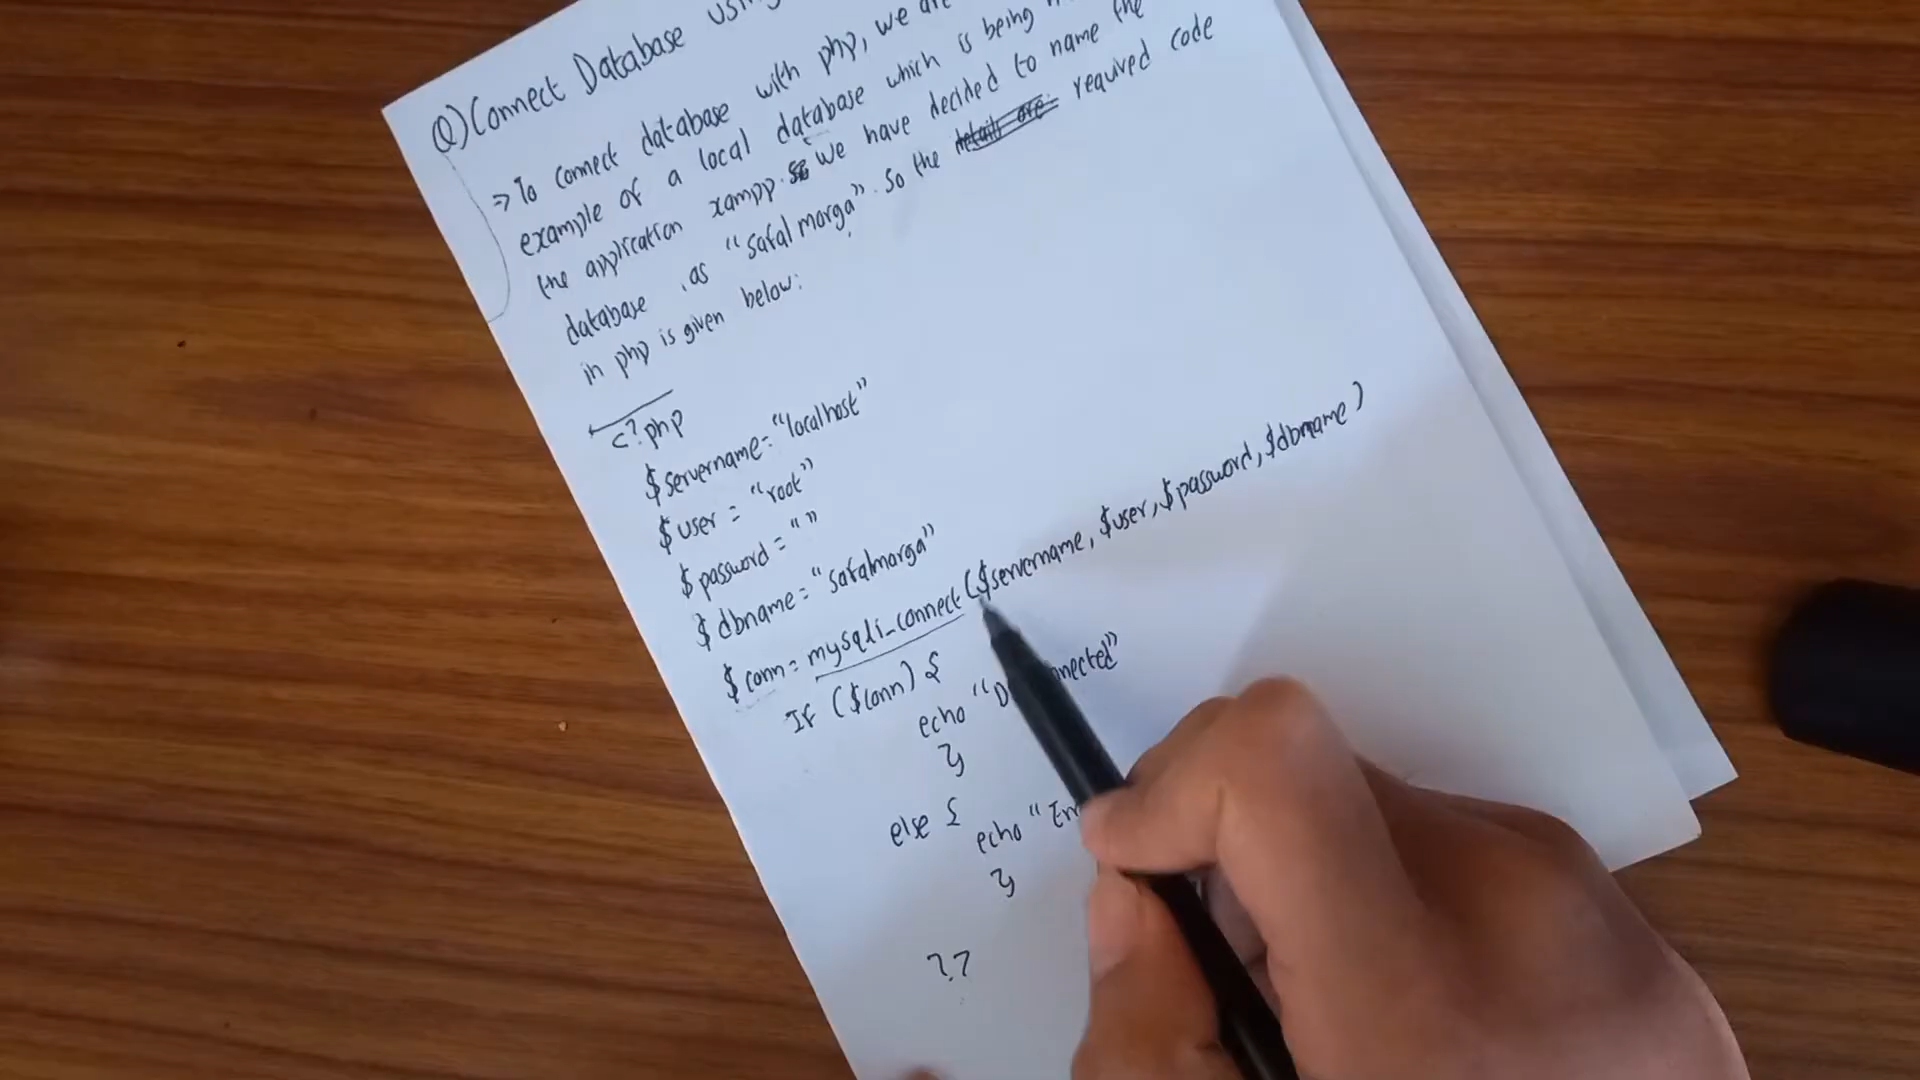 Q) Connect Database using
⇒ To connect database with php, we are
example of a local database which is being
the application xampp. We have decided to name the
database as "Safal marga". So the required code
in php is given below:
<?php
$servername= "localhost"
$user = "root"
$password = " "
$dbname = "Safalmarga"
$conn = mysqli_connect ($servername, $user, $password, $dbname)
If ($conn) {
echo "
}
else {
echo "
}
?>